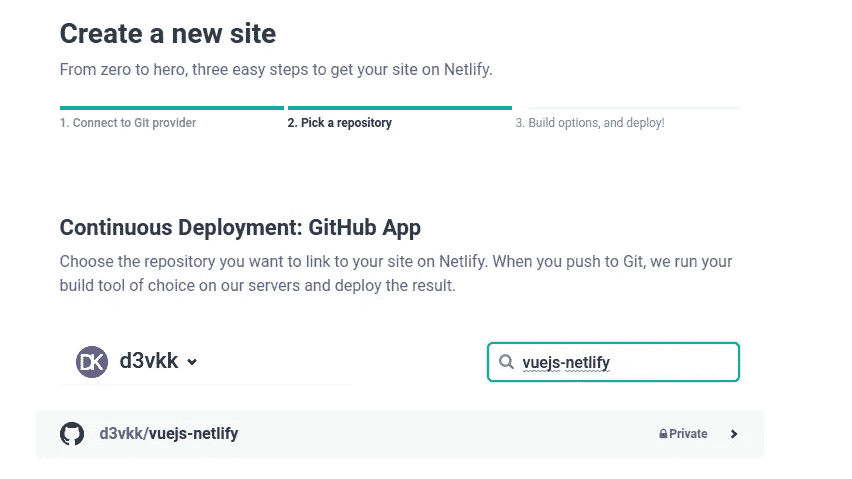 Create a new site
From zero to hero, three easy steps to get your site on Netlify.
1. Connect to Git provider
2. Pick a repository
3. Build options, and deploy!
Continuous Deployment: GitHub App
Choose the repository you want to link to your site on Netlify. When you push to Git, we run your
build tool of choice on our servers and deploy the result.
DK d3vkk
vuejs-netlify
d3vkk/vuejs-netlify Private